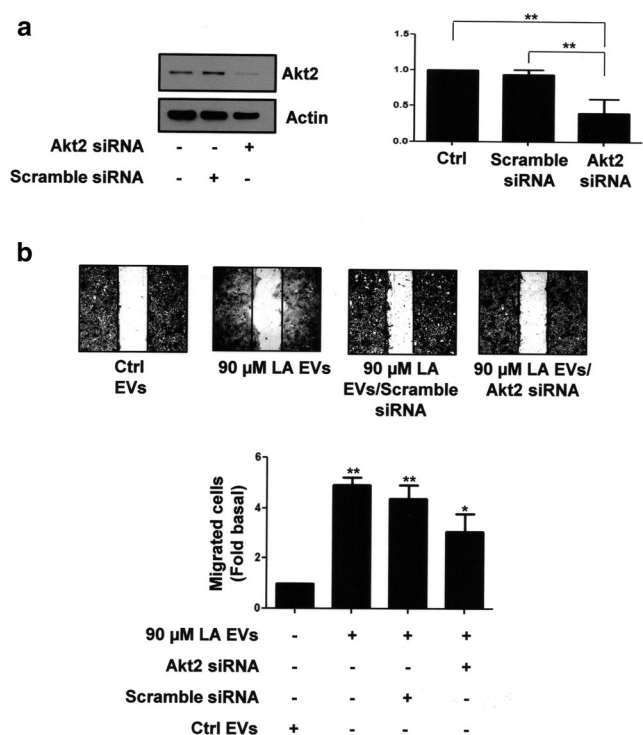 a
Akt2
Actin
Akt2 siRNA - - +
Scramble siRNA - + -
**
**
1.5
1.0
0.5
0.0
Ctrl
Scramble
siRNA
Akt2
siRNA
b
Ctrl
EVs
90 µM LA EVs
90 µM LA
EVs/Scramble
siRNA
90 µM LA EVs/
Akt2 siRNA
Migrated cells
(Fold basal)
6
4
2
0
**
**
*
90 µM LA EVs - + + +
Akt2 siRNA - - - +
Scramble siRNA - - + -
Ctrl EVs + - - -